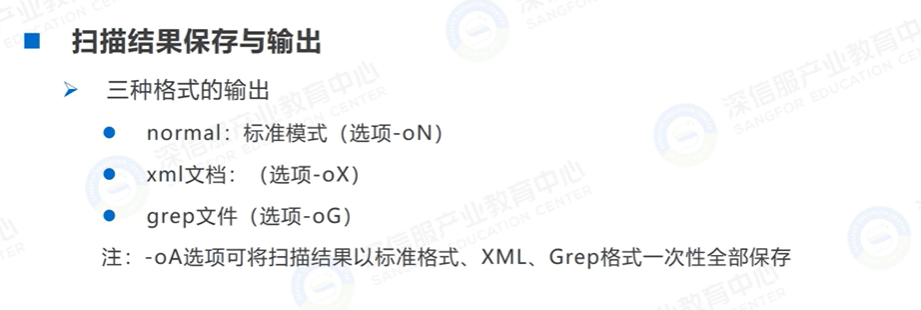 扫描结果保存与输出
三种格式的输出
normal：标准模式（选项-oN）
xml文档：（选项-oX）
grep文件（选项-oG）
注：-oA选项可将扫描结果以标准格式、XML、Grep格式一次性全部保存
深信服产业教育中心
SANGFOR EDUCATION CENTER